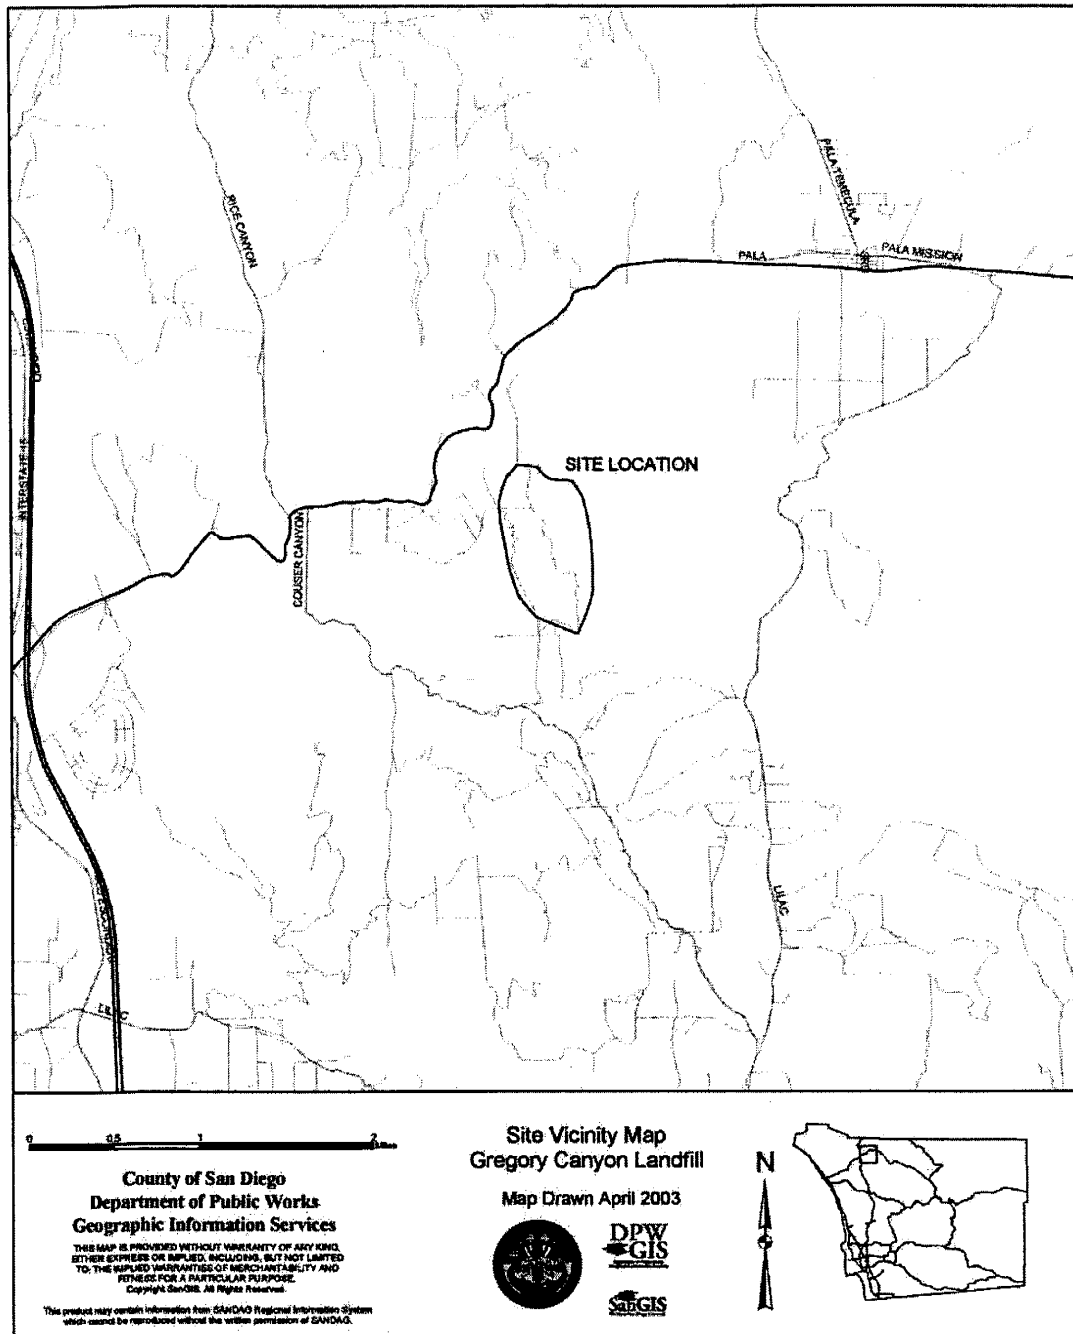 PALA TEMECULA
RICE CANYON
PALA
PALA MISSION
INTERSTATE 15
SITE LOCATION
COUSER CANYON
LILAC
ESCONDIDO
LILAC
0 0.5 1 2
Site Vicinity Map
Gregory Canyon Landfill
Map Drawn April 2003
County of San Diego
Department of Public Works
Geographic Information Services
THIS MAP IS PROVIDED WITHOUT WARRANTY OF ANY KIND,
EITHER EXPRESS OR IMPLIED, INCLUDING, BUT NOT LIMITED
TO, THE IMPLIED WARRANTIES OF MERCHANTABILITY AND
FITNESS FOR A PARTICULAR PURPOSE.
Copyright SanGIS. All Rights Reserved.
This product may contain information from SANDAG Regional Information System
which cannot be reproduced without the written permission of SANDAG.
N
DPW
GIS
SanGIS